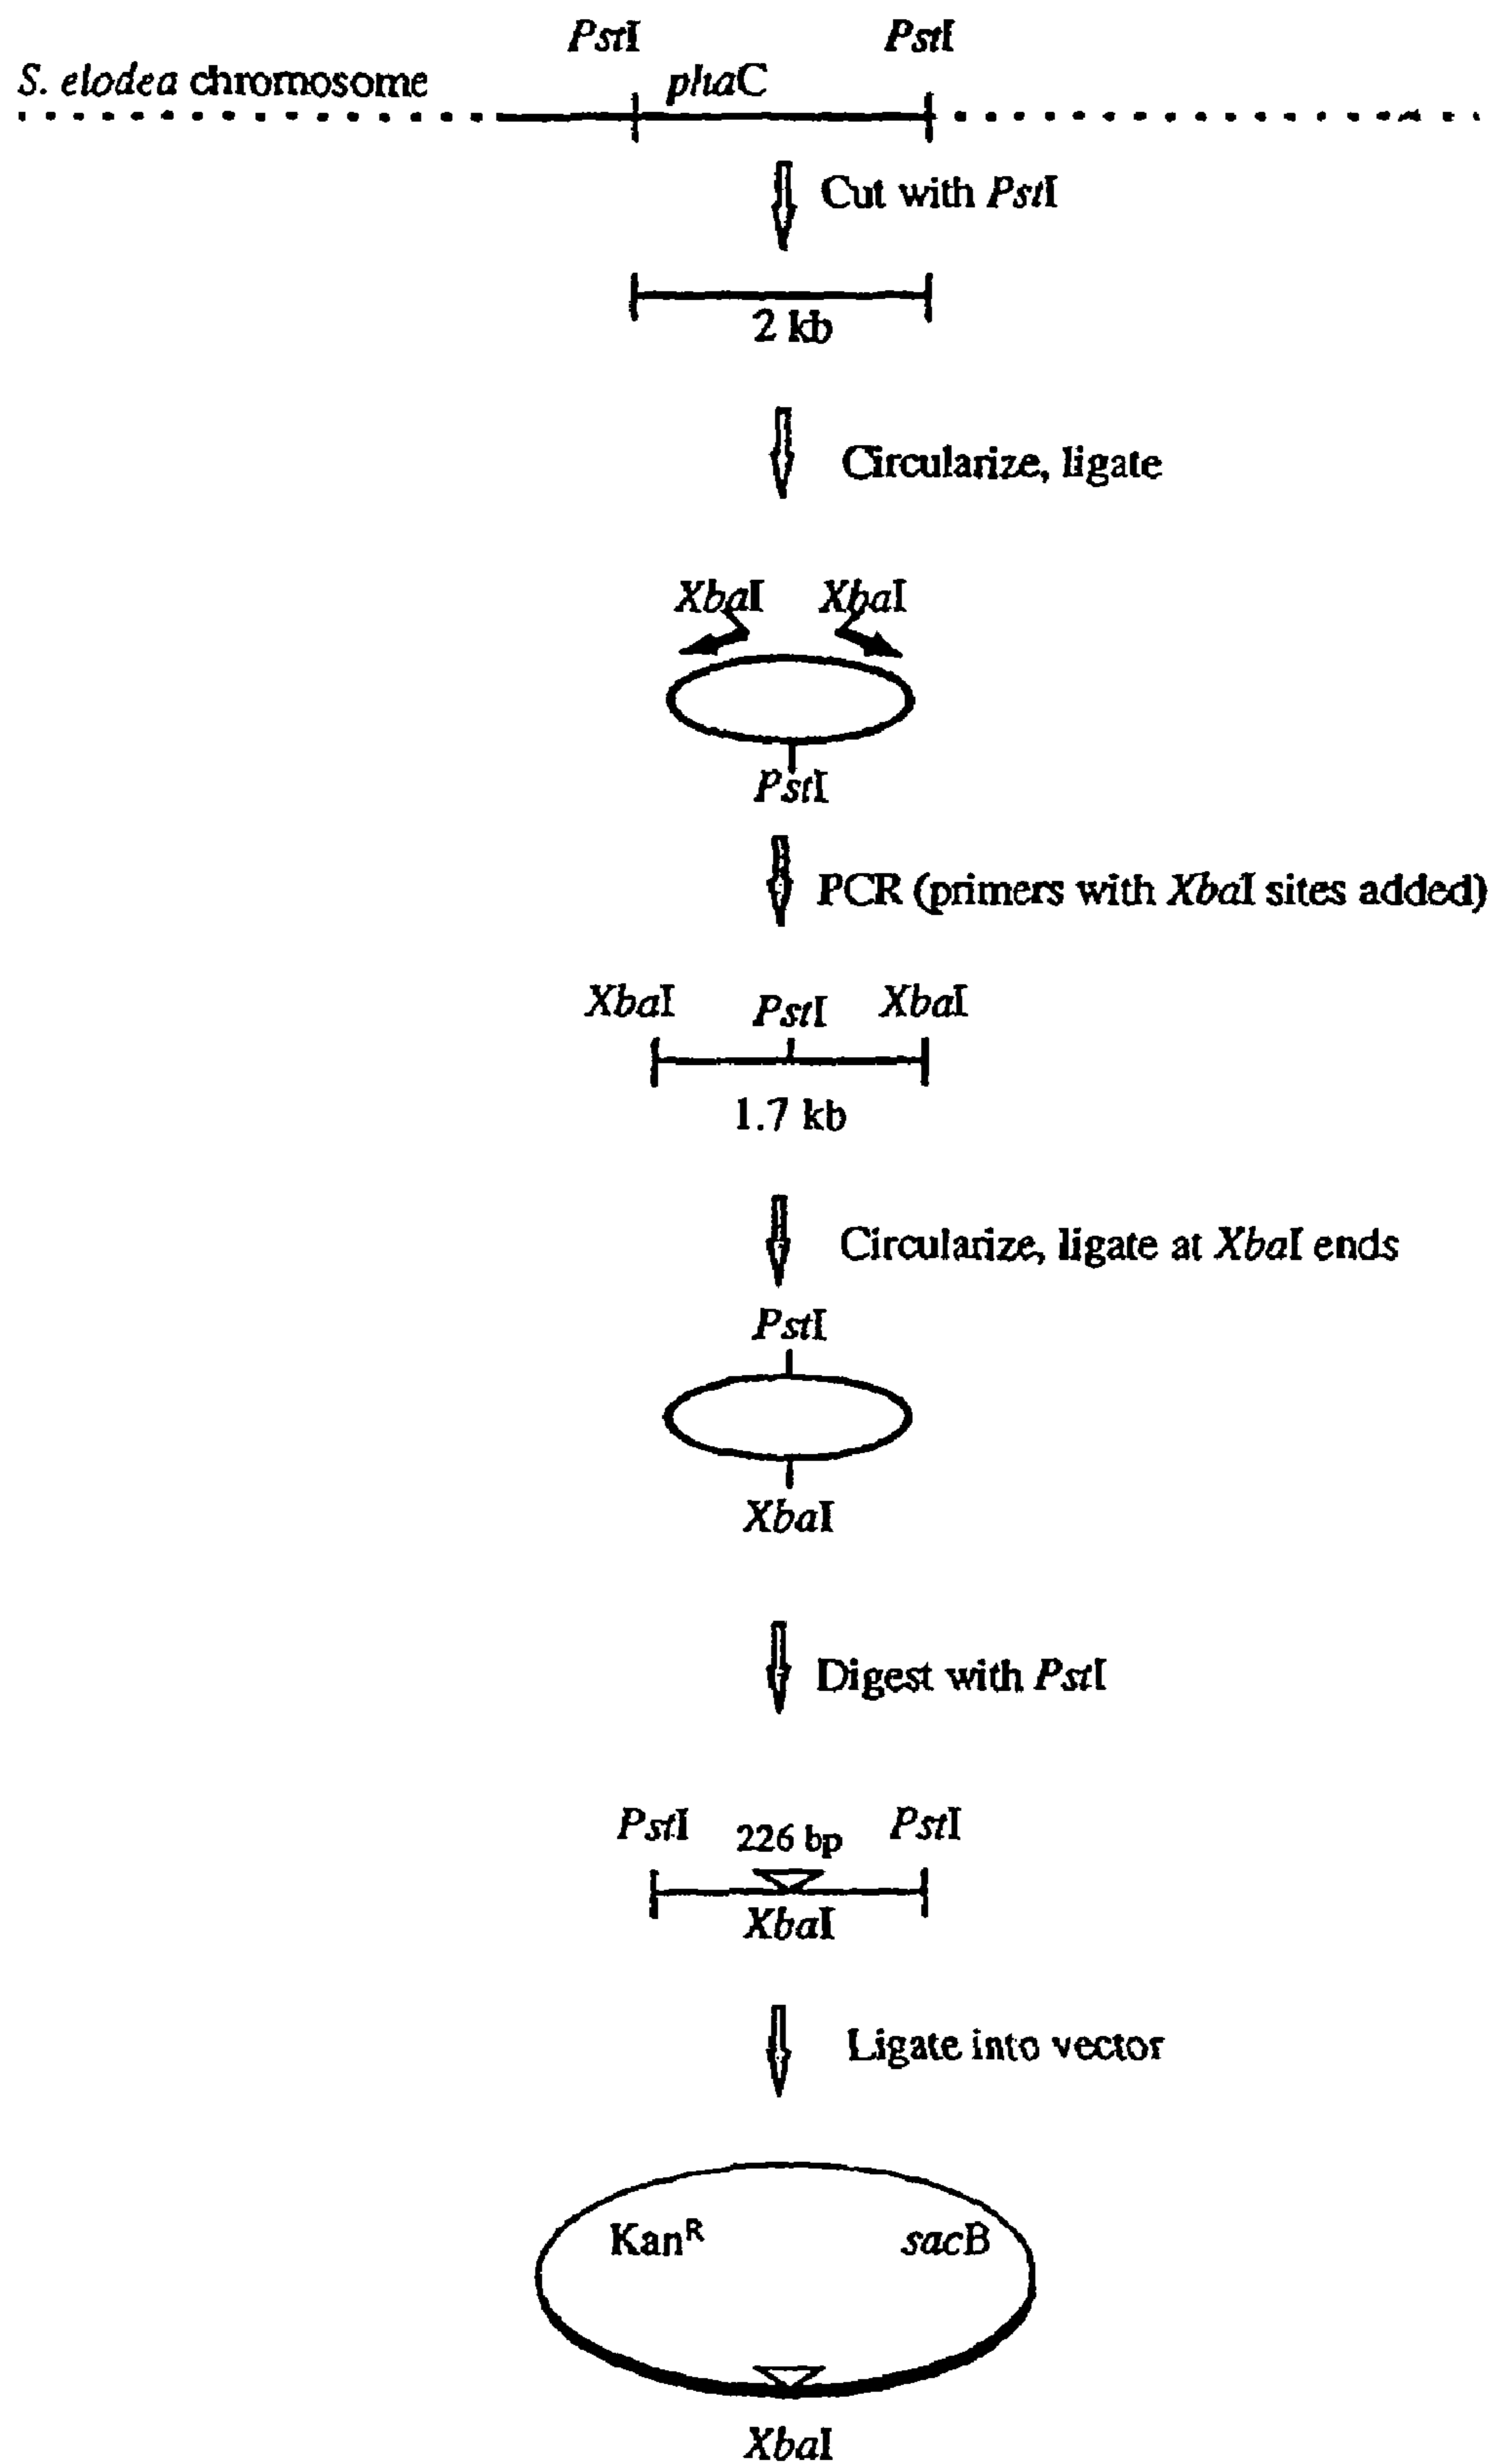 PstI PstI
S. elodea chromosome phaC
Cut with PstI
2 kb
Circularize, ligate
XbaI XbaI
PstI
PCR (primers with XbaI sites added)
XbaI PstI XbaI
1.7 kb
Circularize, ligate at XbaI ends
PstI
XbaI
Digest with PstI
PstI 226 bp PstI
XbaI
Ligate into vector
Kanᴿ sacB
XbaI